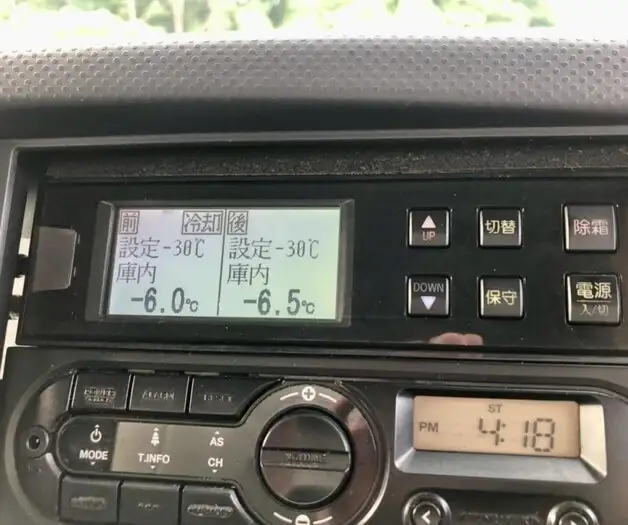 前 冷却 後
設定-30℃ 設定-30℃
庫内 庫内
-6.0℃ -6.5℃
UP 切替 除霜
DOWN 保守 電源
入/切
ALARM RESET
ST
PM 4:18
MODE T.INFO AS
CH